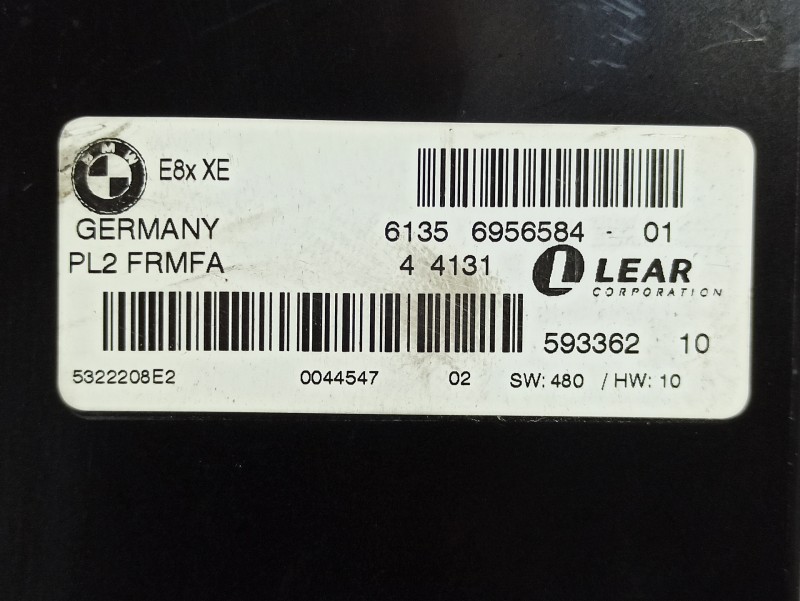 BMW E8x XE
GERMANY 6135 6956584 - 01
PL2 FRMFA 4 4131 LEAR
CORPORATION
593362 10
5322208E2 0044547 02 SW: 480 / HW: 10